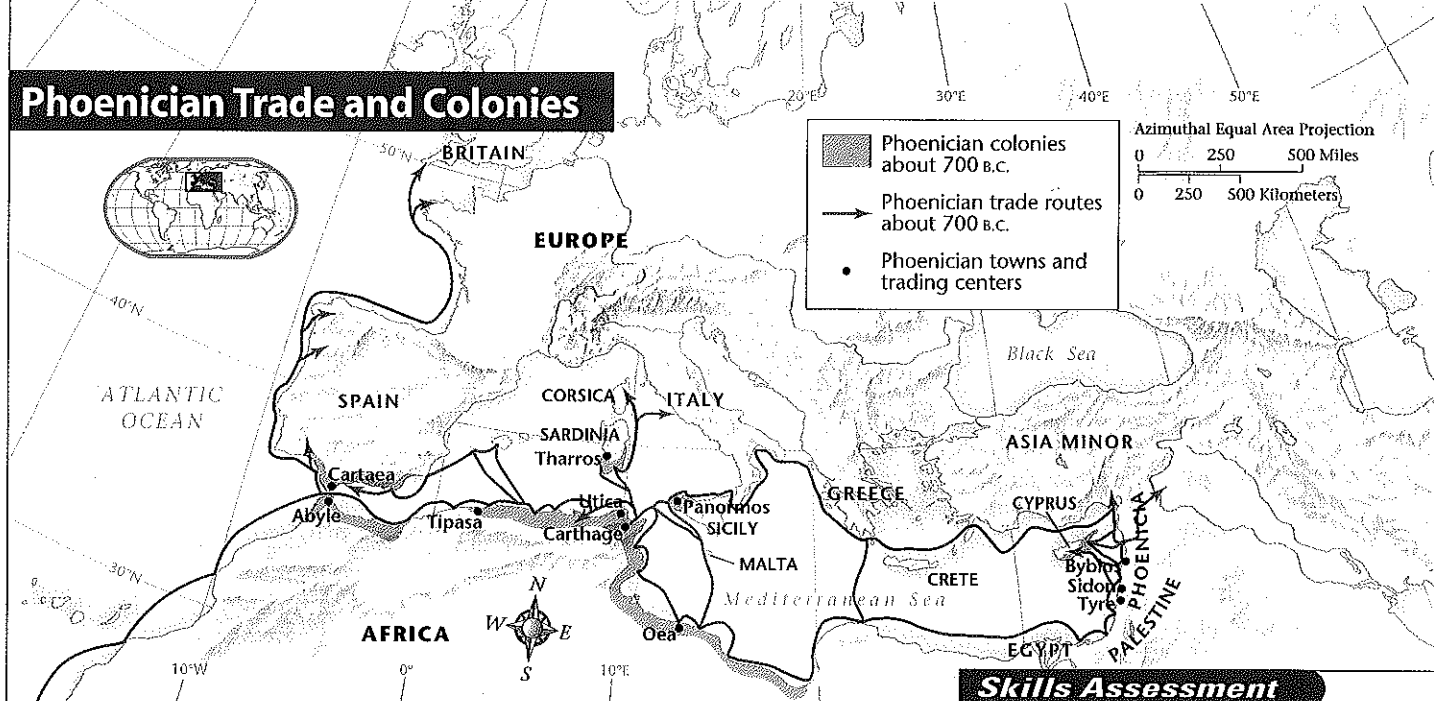 Phoenician Trade and Colonies
20°E
30°E
40°E
50°E
Phoenician colonies
about 700 B.C.
Phoenician trade routes
about 700 B.C.
Phoenician towns and
trading centers
Azimuthal Equal Area Projection
0 250 500 Miles
0 250 500 Kilometers
50°N
BRITAIN
EUROPE
40°N
ATLANTIC
OCEAN
SPAIN
CORSICA
ITALY
Black Sea
SARDINIA
Tharros
ASIA MINOR
Cartaea
GREECE
CYPRUS
Abyle
Tipasa
Utica
Carthage
Panormos
SICILY
MALTA
CRETE
Byblos
Sidon
Tyre
PHOENICIA
PALESTINE
30°N
Mediterranean Sea
N
W
E
S
AFRICA
Oea
EGYPT
10°W
0°
10°E
Skills Assessment